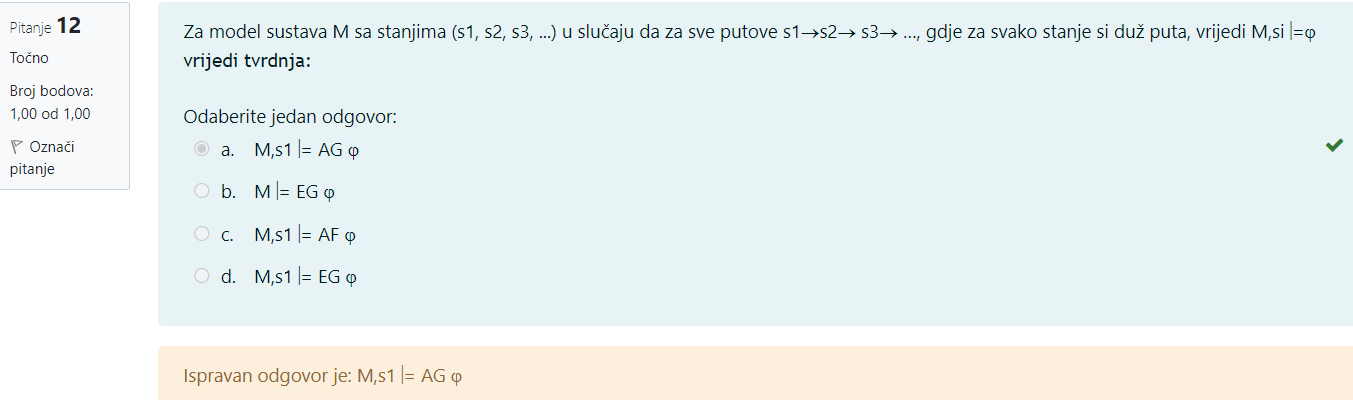 Pitanje 12
Točno
Broj bodova:
1,00 od 1,00
Označi
pitanje
Za model sustava M sa stanjima (s1, s2, s3, ...) u slučaju da za sve putove s1→s2→ s3→ ..., gdje za svako stanje si duž puta, vrijedi M,si |=φ
vrijedi tvrdnja:
Odaberite jedan odgovor:
a. M,s1 |= AG φ
b. M |= EG φ
c. M,s1 |= AF φ
d. M,s1 |= EG φ
Ispravan odgovor je: M,s1 |= AG φ